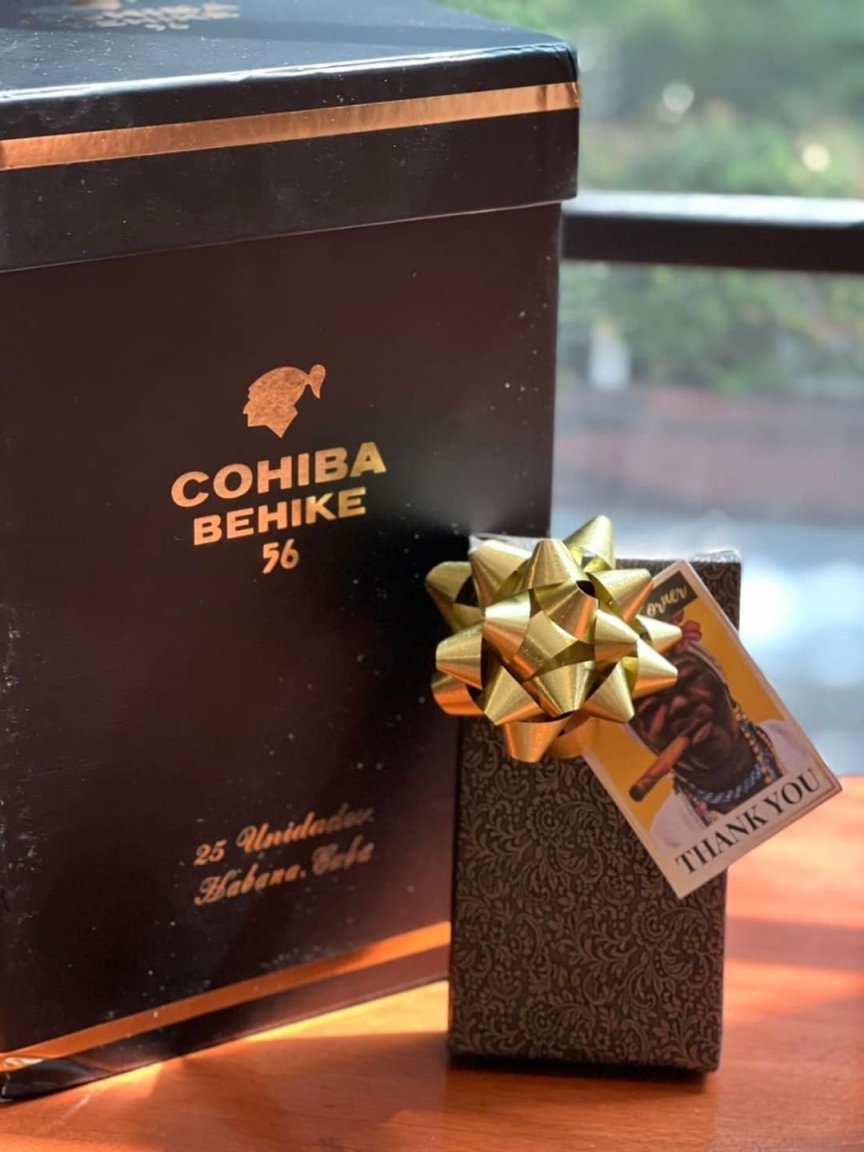 COHIBA
BEHIKE
56
25 Unidades.
Habana, Cuba
THANK YOU